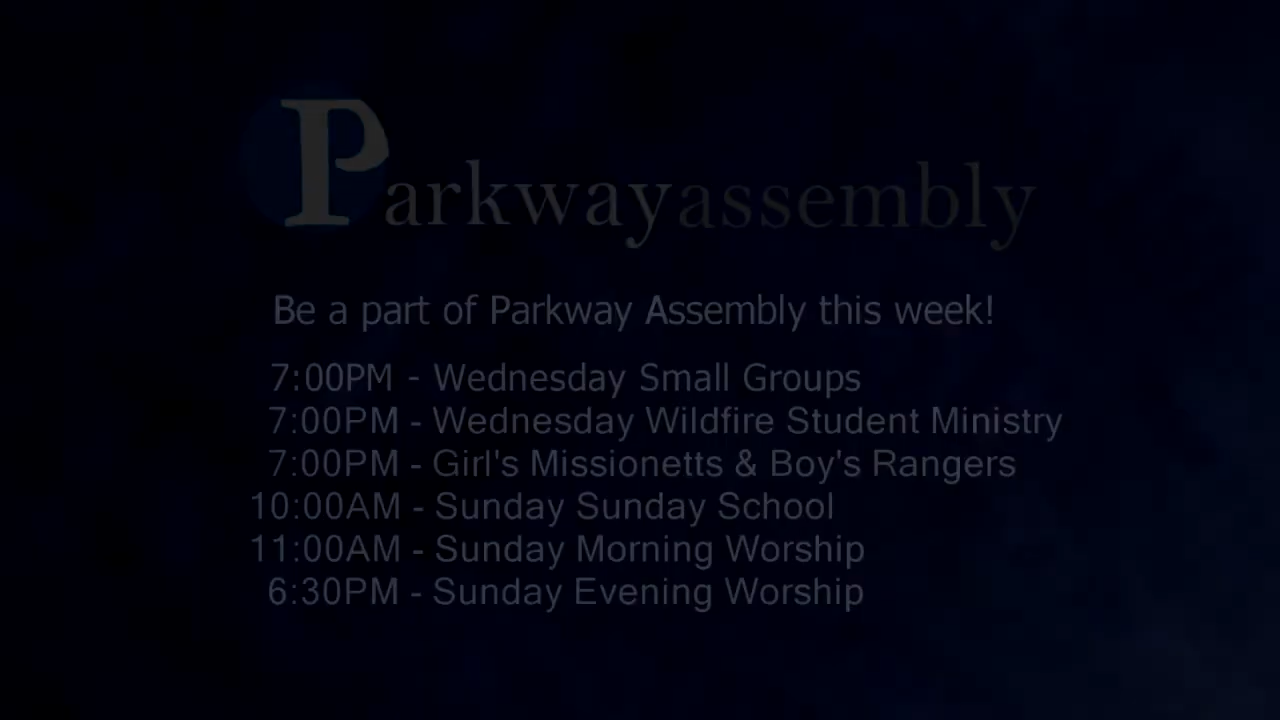 Parkwayassembly
Be a part of Parkway Assembly this week!
7:00PM - Wednesday Small Groups
7:00PM - Wednesday Wildfire Student Ministry
7:00PM - Girl's Missionetts & Boy's Rangers
10:00AM - Sunday Sunday School
11:00AM - Sunday Morning Worship
6:30PM - Sunday Evening Worship